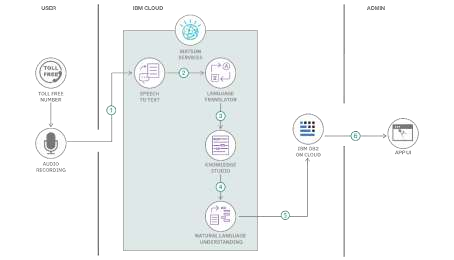 USER
IBM CLOUD
ADMIN
WATSON
SERVICES
TOLL
FREE
TOLL FREE
NUMBER
SPEECH
TO TEXT
2
LANGUAGE
TRANSLATOR
1
3
AUDIO
RECORDING
KNOWLEDGE
STUDIO
IBM DB2
ON CLOUD
6
APP UI
4
NATURAL LANGUAGE
UNDERSTANDING
5